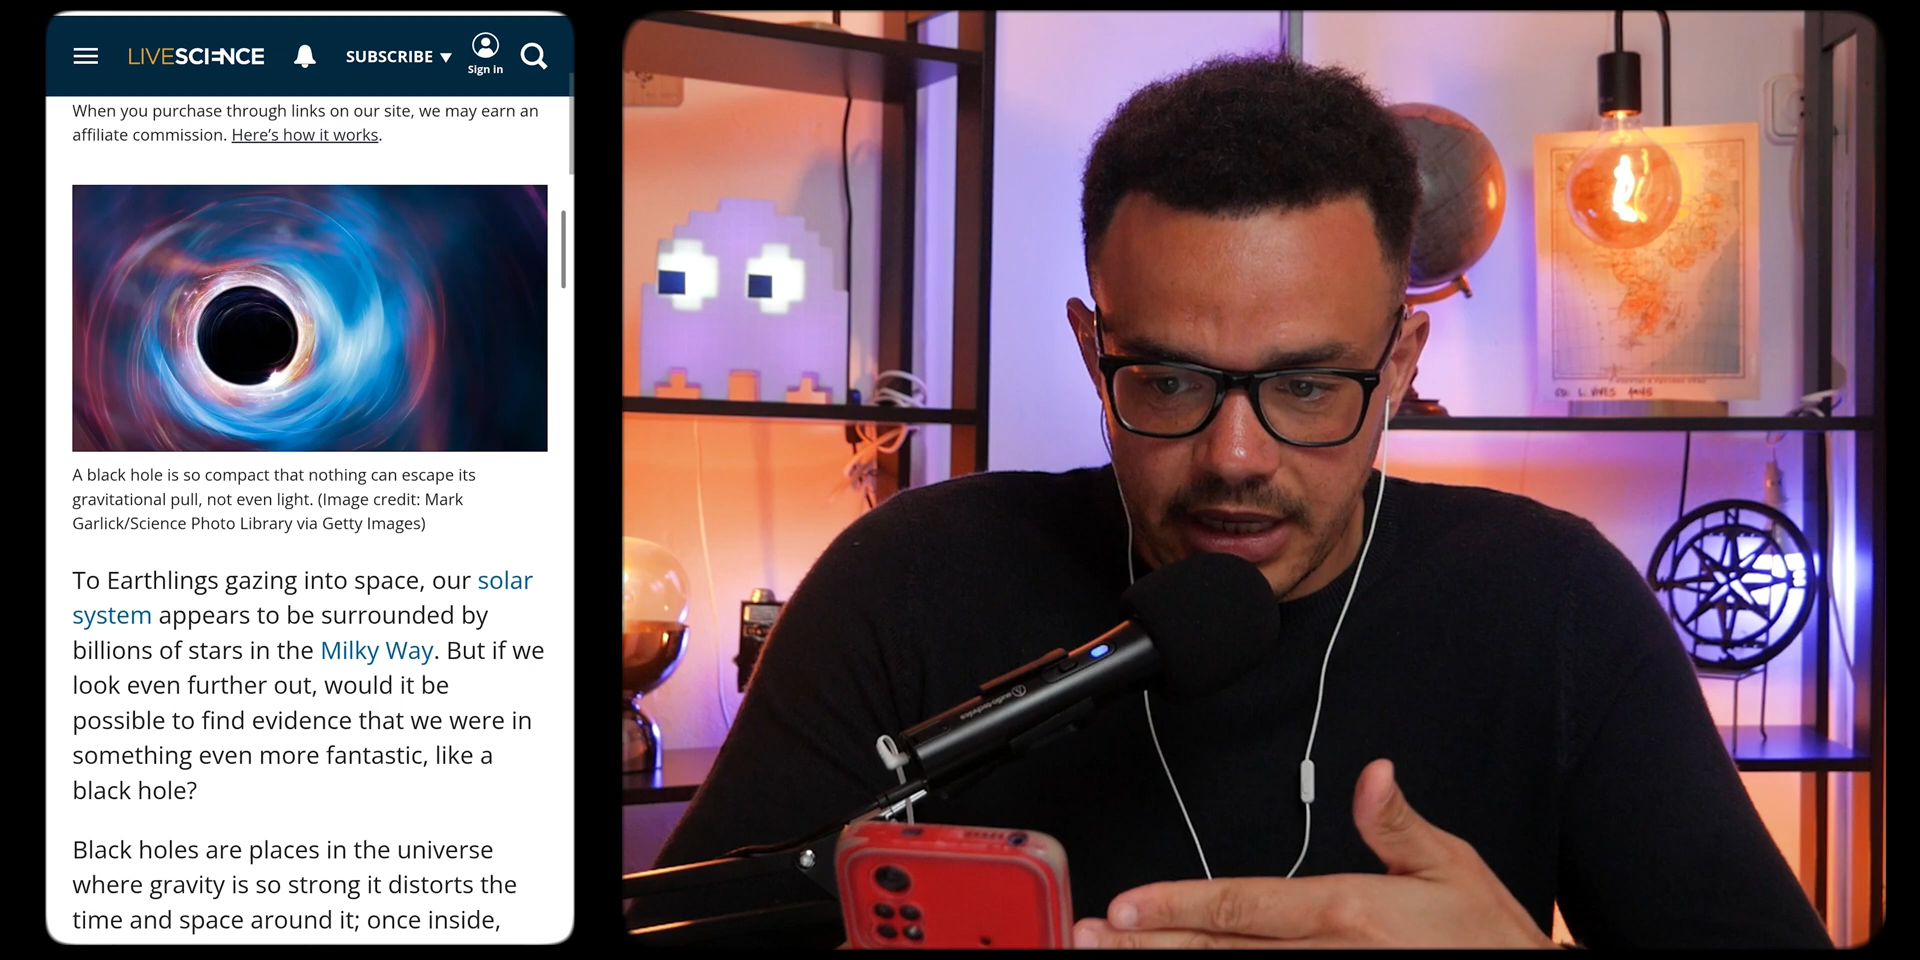 LIVESCIENCE
SUBSCRIBE
Sign in
When you purchase through links on our site, we may earn an
affiliate commission. Here's how it works.
A black hole is so compact that nothing can escape its
gravitational pull, not even light. (Image credit: Mark
Garlick/Science Photo Library via Getty Images)
To Earthlings gazing into space, our solar
system appears to be surrounded by
billions of stars in the Milky Way. But if we
look even further out, would it be
possible to find evidence that we were in
something even more fantastic, like a
black hole?
Black holes are places in the universe
where gravity is so strong it distorts the
time and space around it; once inside,
audio-technica